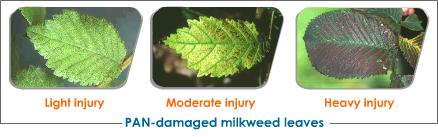 Light injury
Moderate injury
Heavy injury
PAN-damaged milkweed leaves